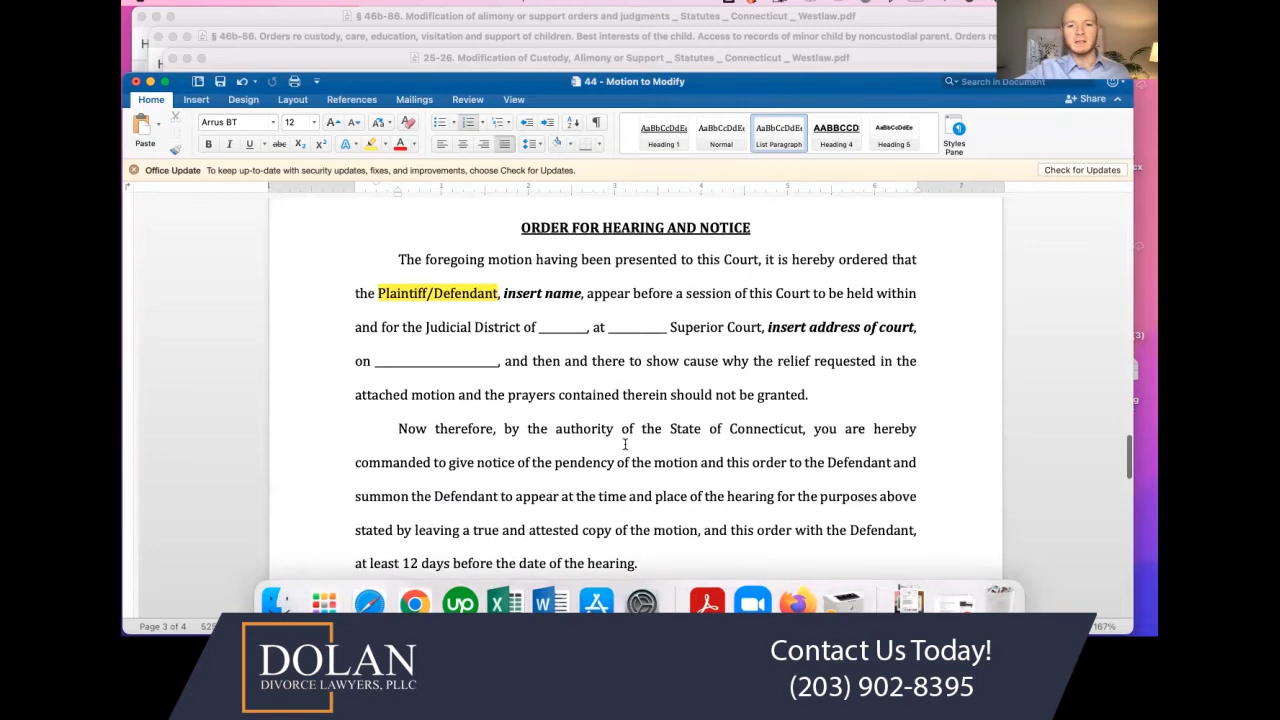 § 46b-86. Modification of alimony or support orders and judgments _ Statutes _ Connecticut _ Westlaw.pdf
§ 46b-56. Orders re custody, care, education, visitation and support of children. Best interests of the child. Access to records of minor child by noncustodial parent. Orders re
25-26. Modification of Custody, Alimony or Support _ Statutes _ Connecticut _ Westlaw.pdf
44 - Motion to Modify
Search in Document
Home Insert Design Layout References Mailings Review View
Share
Paste
Arrus BT 12
B I U abc X₂ X²
AaBbCcDdEe AaBbCcDdEe AaBbCcDdEe AABBCCD AaBbCcDdEe
Heading 1 Normal List Paragraph Heading 4 Heading 5
Styles
Pane
Office Update To keep up-to-date with security updates, fixes, and improvements, choose Check for Updates.
Check for Updates
1 2 3 4 5 6 7
ORDER FOR HEARING AND NOTICE
The foregoing motion having been presented to this Court, it is hereby ordered that
the Plaintiff/Defendant, insert name, appear before a session of this Court to be held within
and for the Judicial District of _______, at _________ Superior Court, insert address of court,
on ___________________, and then and there to show cause why the relief requested in the
attached motion and the prayers contained therein should not be granted.
Now therefore, by the authority of the State of Connecticut, you are hereby
commanded to give notice of the pendency of the motion and this order to the Defendant and
summon the Defendant to appear at the time and place of the hearing for the purposes above
stated by leaving a true and attested copy of the motion, and this order with the Defendant,
at least 12 days before the date of the hearing.
Page 3 of 4
167%
DOLAN
DIVORCE LAWYERS, PLLC
Contact Us Today!
(203) 902-8395